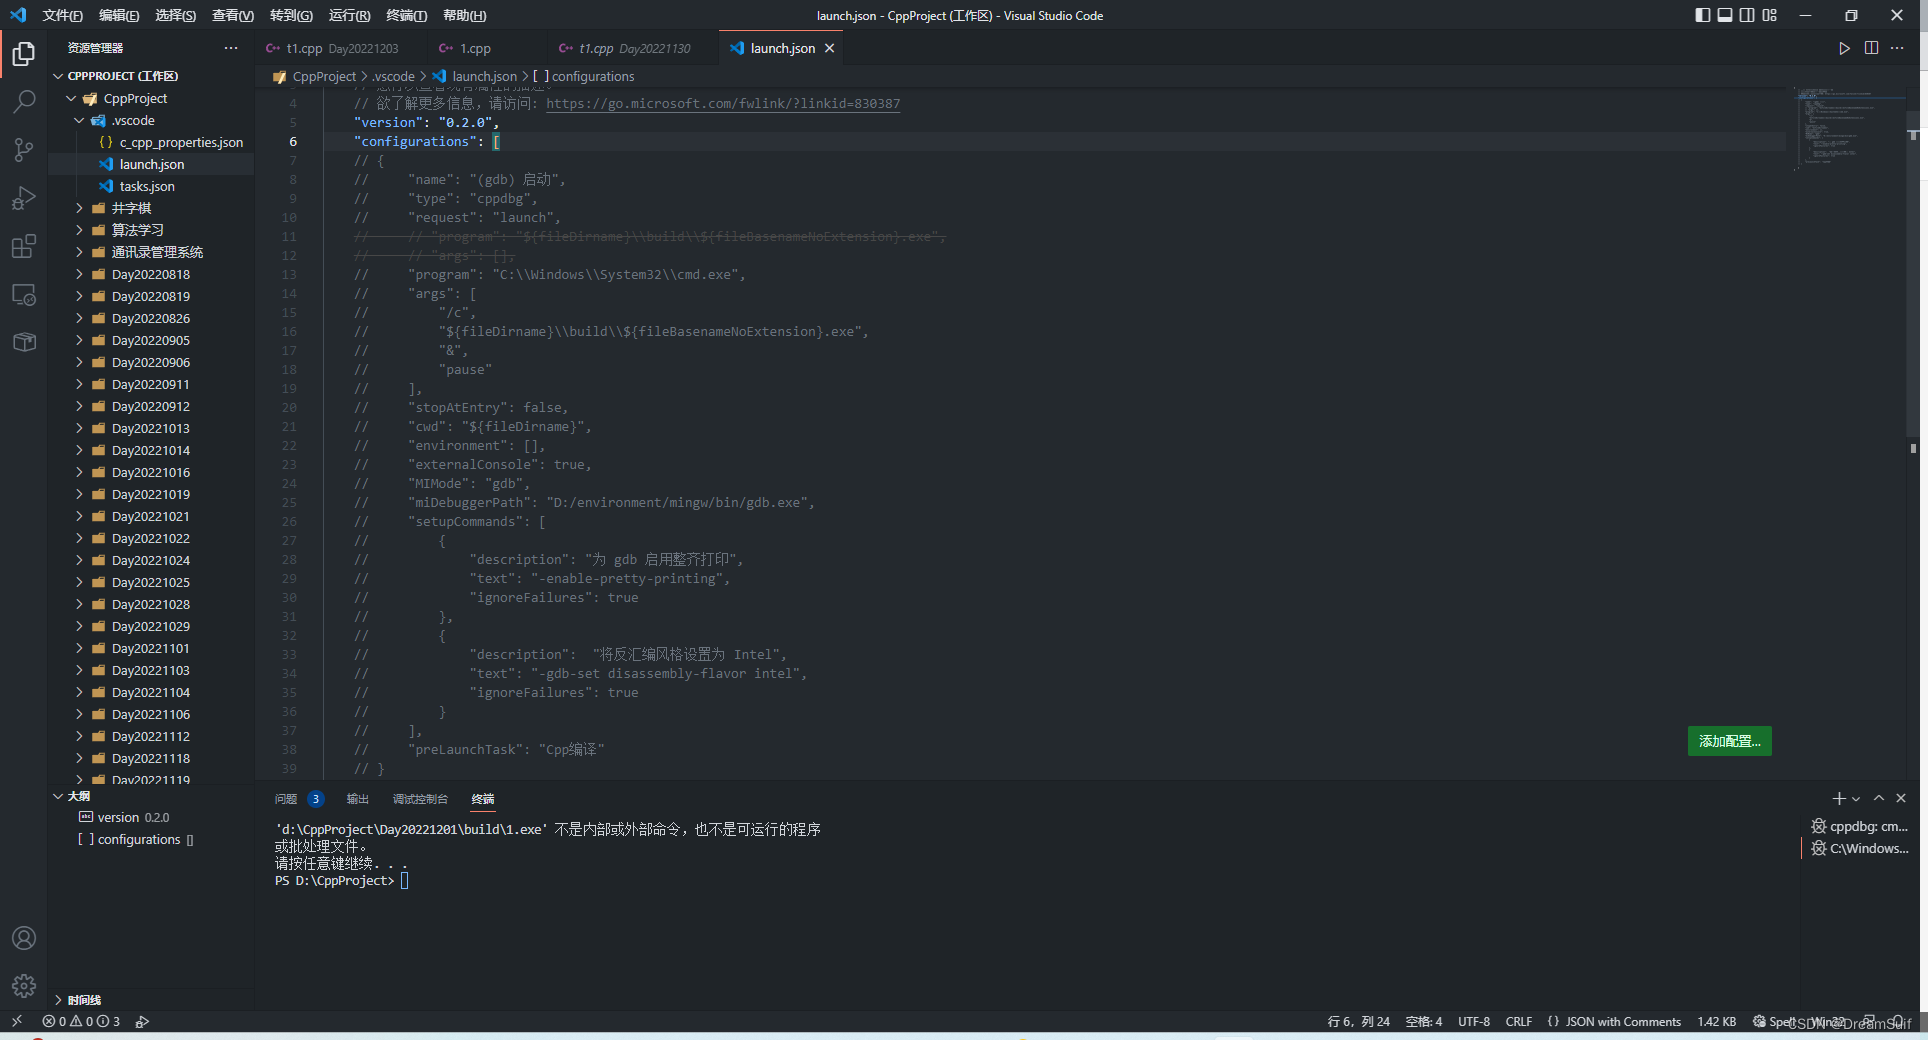 文件(F) 编辑(E) 选择(S) 查看(V) 转到(G) 运行(R) 终端(T) 帮助(H)
launch.json - CppProject (工作区) - Visual Studio Code
资源管理器 ···
CPPPROJECT (工作区)
CppProject
.vscode
c_cpp_properties.json
launch.json
tasks.json
井字棋
算法学习
通讯录管理系统
Day20220818
Day20220819
Day20220826
Day20220905
Day20220906
Day20220911
Day20220912
Day20221013
Day20221014
Day20221016
Day20221019
Day20221021
Day20221022
Day20221024
Day20221025
Day20221028
Day20221029
Day20221101
Day20221103
Day20221104
Day20221106
Day20221112
Day20221118
Day20221119
大纲
version 0.2.0
[ ] configurations []
时间线
t1.cpp Day20221203
1.cpp
t1.cpp Day20221130
launch.json
CppProject > .vscode > launch.json > [ ] configurations
4 // 欲了解更多信息，请访问: https://go.microsoft.com/fwlink/?linkid=830387
5 "version": "0.2.0",
6 "configurations": [
7 // {
8 // "name": "(gdb) 启动",
9 // "type": "cppdbg",
10 // "request": "launch",
11 // // "program": "${fileDirname}\\build\\${fileBasenameNoExtension}.exe",
12 // // "args": [],
13 // "program": "C:\\Windows\\System32\\cmd.exe",
14 // "args": [
15 // "/c",
16 // "${fileDirname}\\build\\${fileBasenameNoExtension}.exe",
17 // "&",
18 // "pause"
19 // ],
20 // "stopAtEntry": false,
21 // "cwd": "${fileDirname}",
22 // "environment": [],
23 // "externalConsole": true,
24 // "MIMode": "gdb",
25 // "miDebuggerPath": "D:/environment/mingw/bin/gdb.exe",
26 // "setupCommands": [
27 // {
28 // "description": "为 gdb 启用整齐打印",
29 // "text": "-enable-pretty-printing",
30 // "ignoreFailures": true
31 // },
32 // {
33 // "description":  "将反汇编风格设置为 Intel",
34 // "text": "-gdb-set disassembly-flavor intel",
35 // "ignoreFailures": true
36 // }
37 // ],
38 // "preLaunchTask": "Cpp编译"
39 // }
添加配置...
问题 3 输出 调试控制台 终端
'd:\CppProject\Day20221201\build\1.exe' 不是内部或外部命令，也不是可运行的程序
或批处理文件。
请按任意键继续. . .
PS D:\CppProject>
cppdbg: cm...
C:\Windows...
0 0 3
行 6，列 24 空格: 4 UTF-8 CRLF {} JSON with Comments 1.42 KB Spell Win32
CSDN @DreamSuif